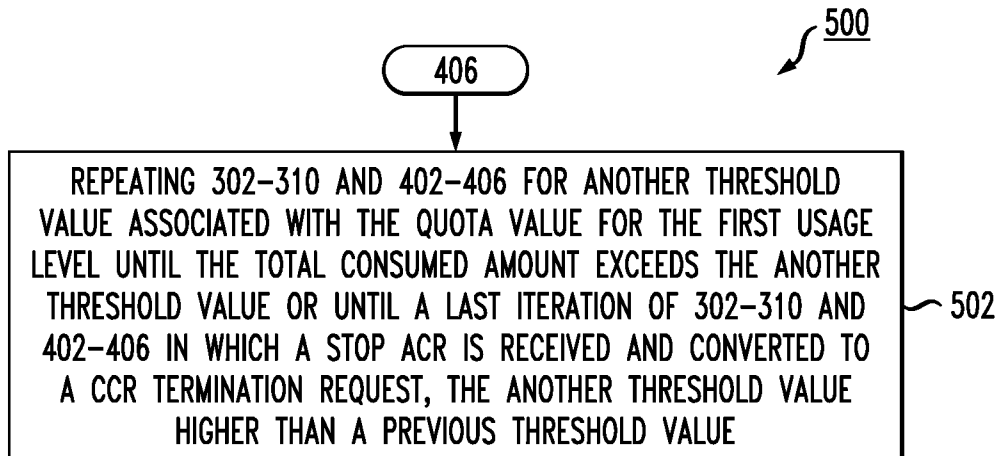 500
406
REPEATING 302-310 AND 402-406 FOR ANOTHER THRESHOLD
VALUE ASSOCIATED WITH THE QUOTA VALUE FOR THE FIRST USAGE
LEVEL UNTIL THE TOTAL CONSUMED AMOUNT EXCEEDS THE ANOTHER
THRESHOLD VALUE OR UNTIL A LAST ITERATION OF 302-310 AND
402-406 IN WHICH A STOP ACR IS RECEIVED AND CONVERTED TO
A CCR TERMINATION REQUEST, THE ANOTHER THRESHOLD VALUE
HIGHER THAN A PREVIOUS THRESHOLD VALUE
502